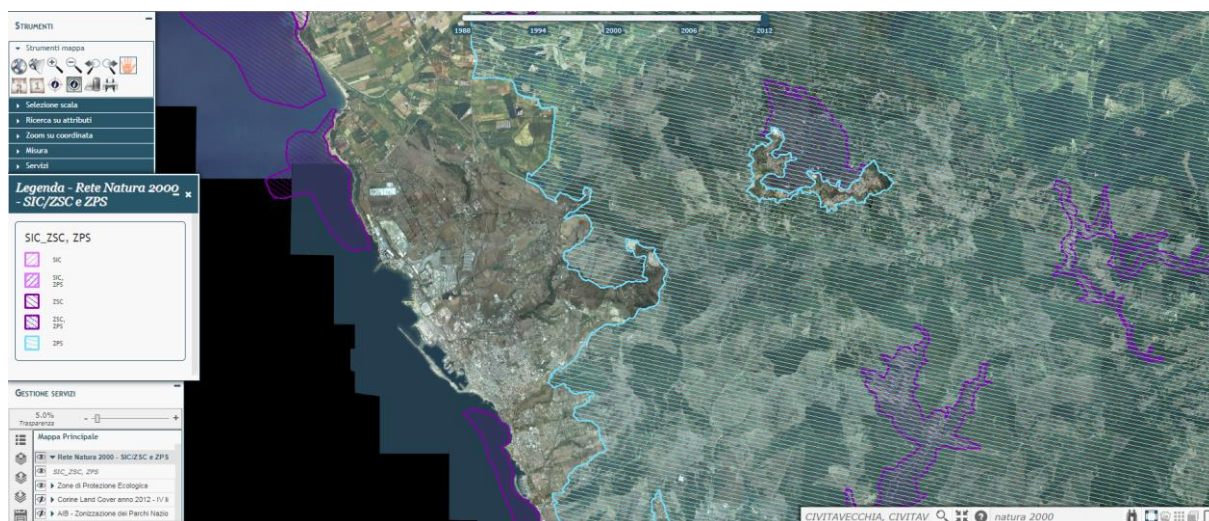 STRUMENTI
Strumenti mappa
Selezione scala
Ricerca su attributi
Zoom su coordinata
Misura
Servizi
1988 1994 2000 2006 2012
Legenda - Rete Natura 2000
- SIC/ZSC e ZPS
SIC_ZSC, ZPS
SIC
SIC,
ZPS
ZSC
ZSC,
ZPS
ZPS
GESTIONE SERVIZI
5.0%
Trasparenza
- +
Mappa Principale
Rete Natura 2000 - SIC/ZSC e ZPS
SIC_ZSC, ZPS
Zone di Protezione Ecologica
Corine Land Cover anno 2012 - IV li
AIB - Zonizzazione dei Parchi Nazio
CIVITAVECCHIA, CIVITAV
natura 2000